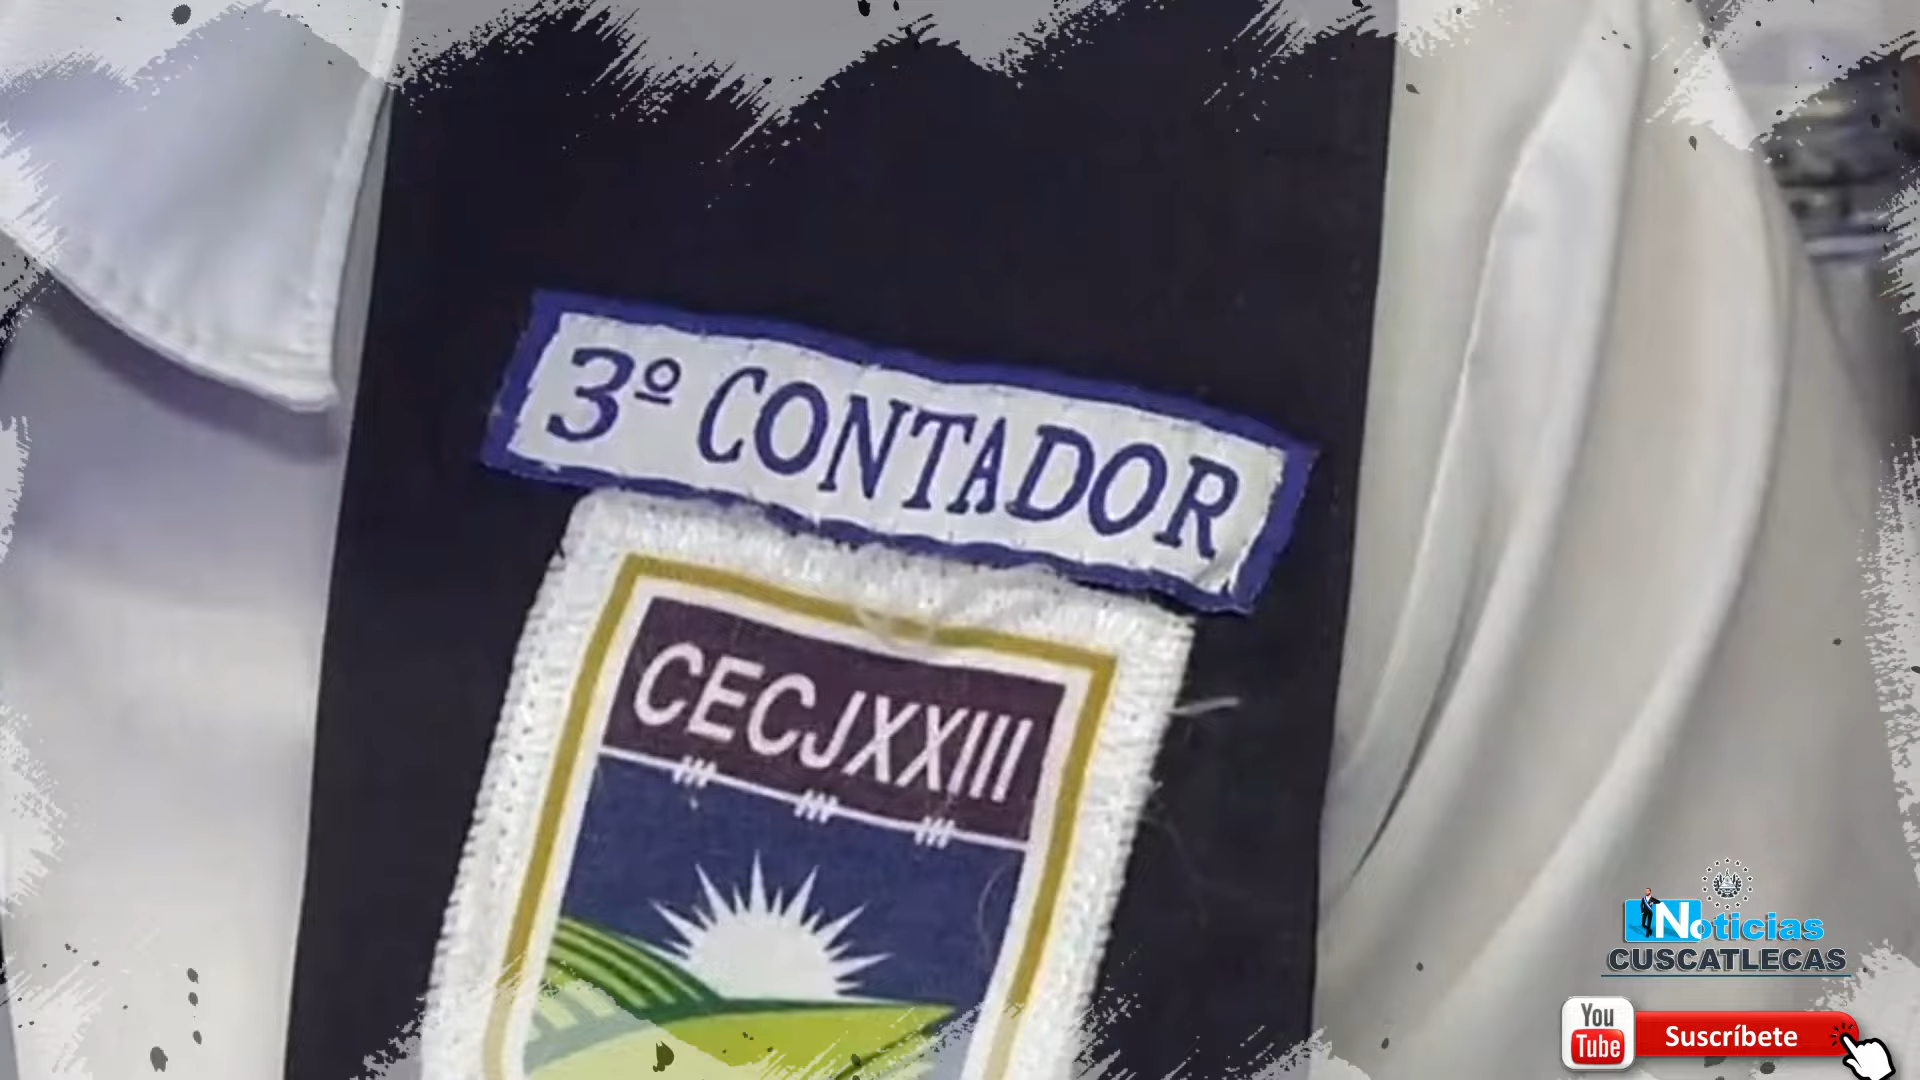 3º CONTADOR
CECJXXIII
Noticias
CUSCATLECAS
You
Tube
Suscríbete